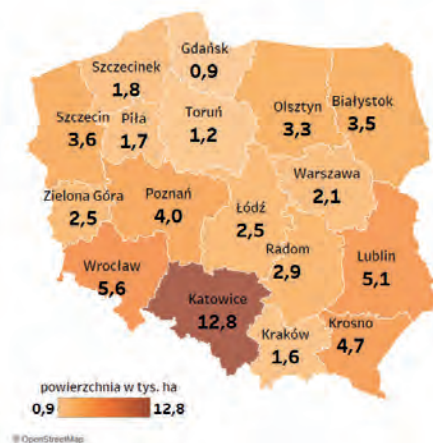 Gdańsk
0,9
Szczecinek
1,8
Szczecin
3,6
Piła
1,7
Toruń
1,2
Olsztyn
3,3
Białystok
3,5
Zielona Góra
2,5
Poznań
4,0
Łódź
2,5
Warszawa
2,1
Wrocław
5,6
Radom
2,9
Lublin
5,1
Katowice
12,8
Kraków
1,6
Krosno
4,7
powierzchnia w tys. ha
0,9 12,8
© OpenStreetMap